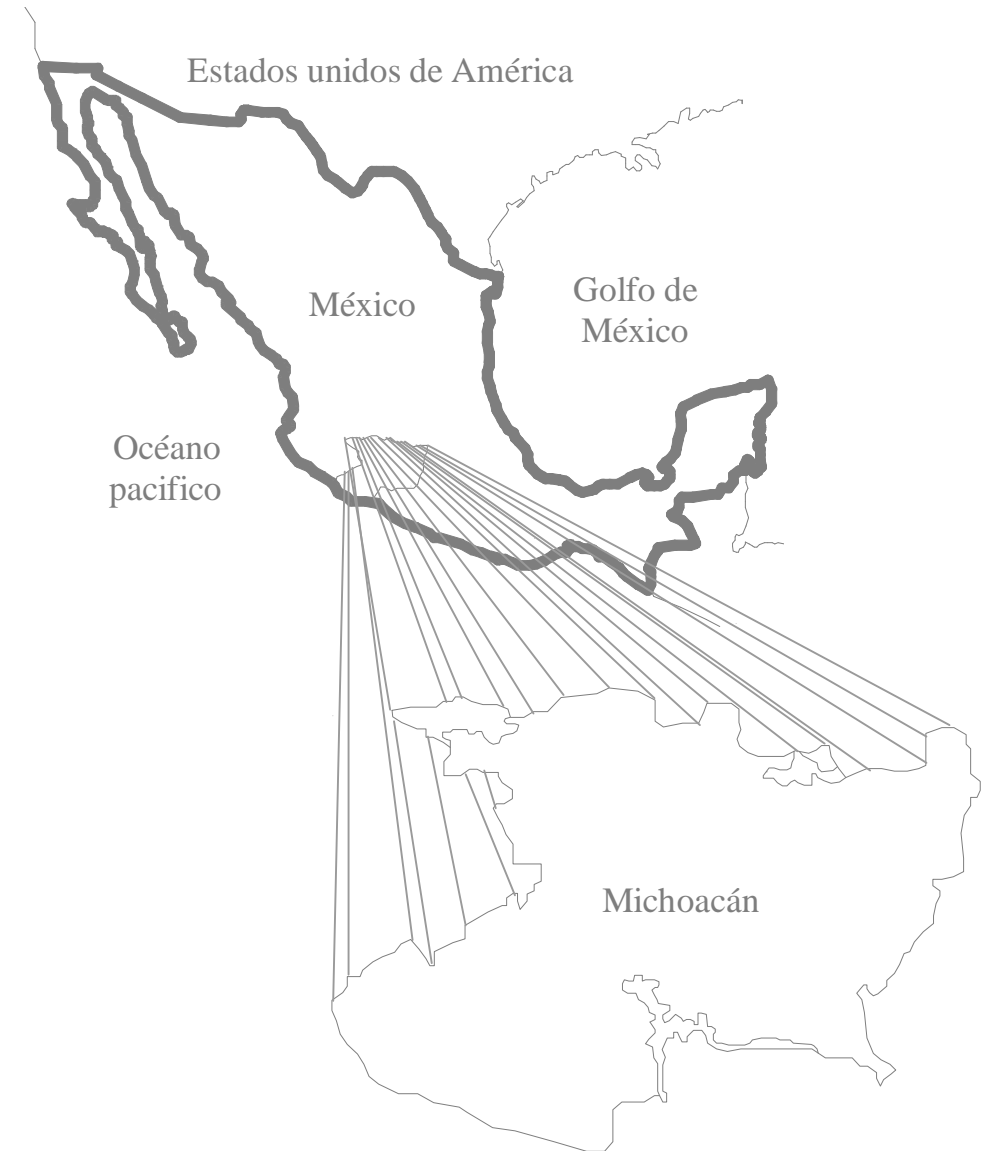 Estados unidos de América
México
Golfo de
México
Océano
pacifico
Michoacán